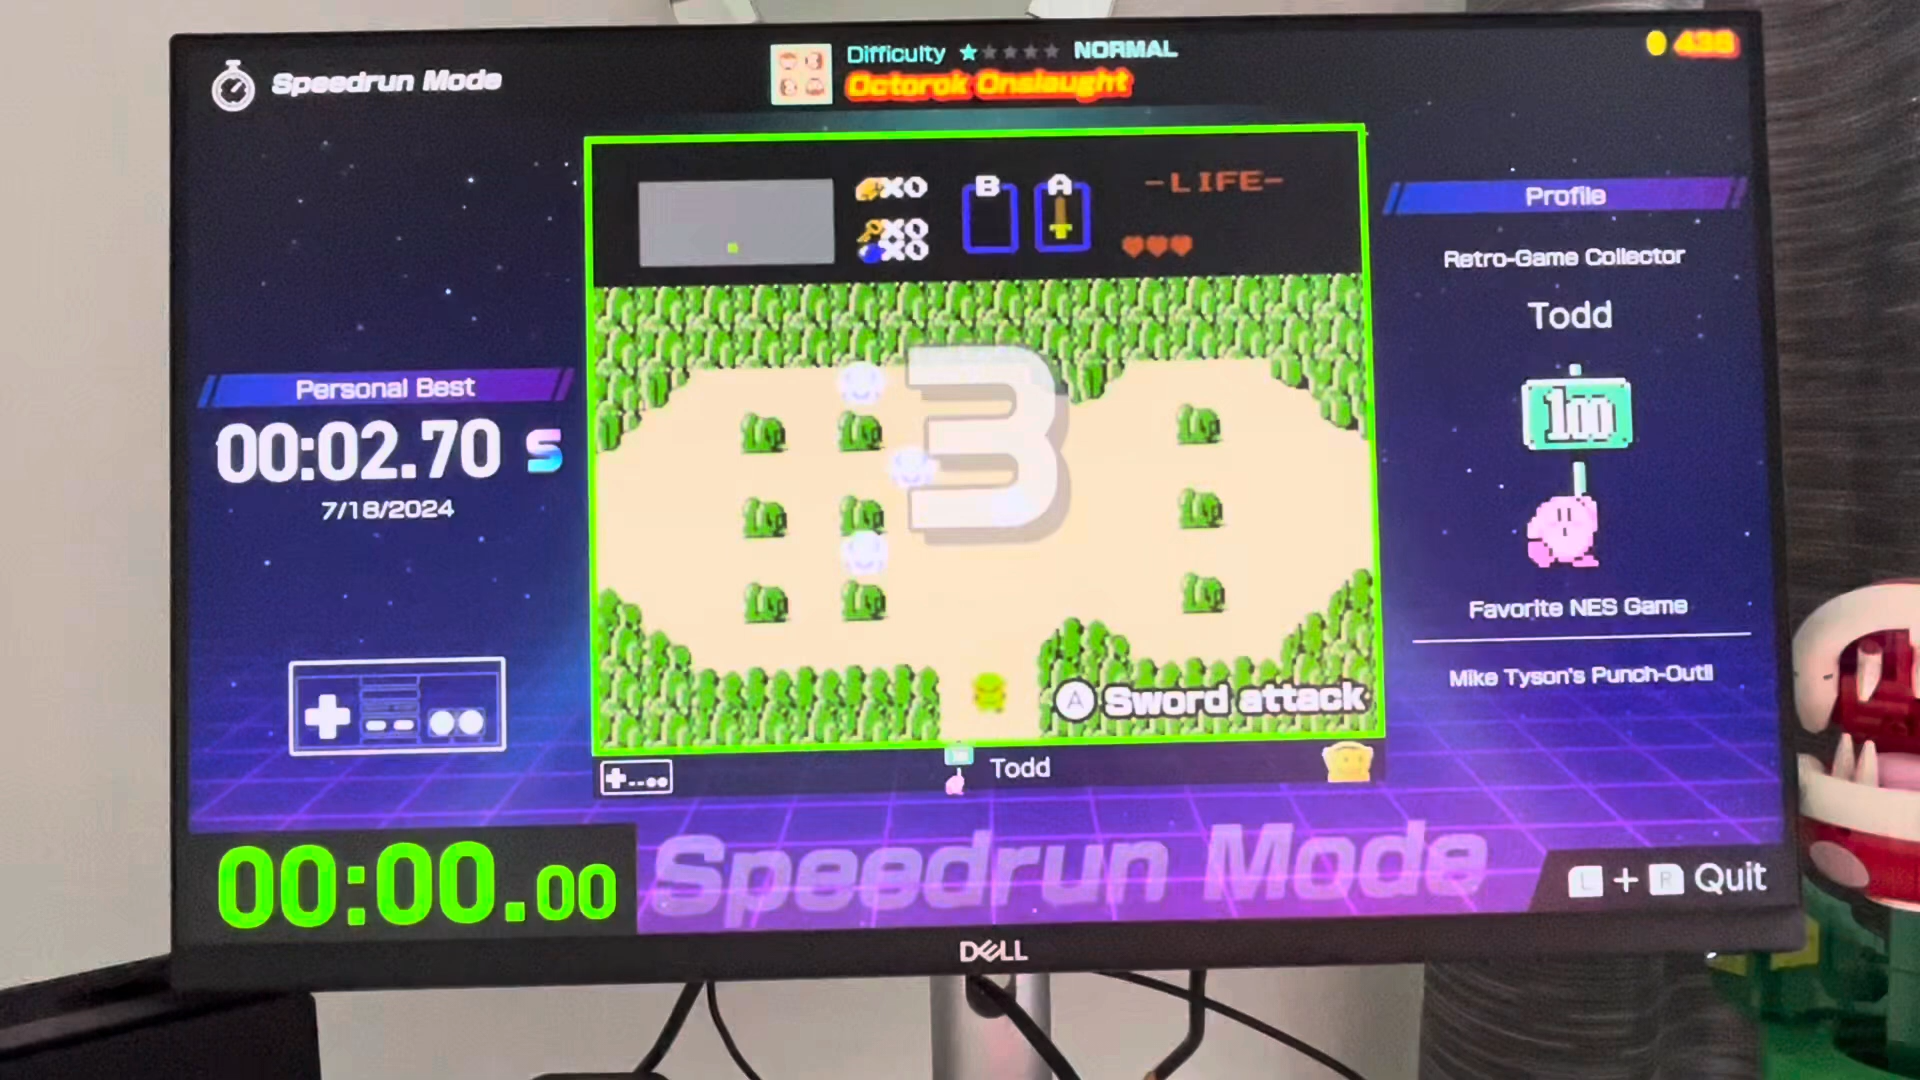 Speedrun Mode
Difficulty ★★★★★ NORMAL
Octorok Onslaught
436
X0
X0
X0
B
A
-LIFE-
3
Personal Best
00:02.70 S
7/18/2024
Profile
Retro-Game Collector
Todd
100
Favorite NES Game
Mike Tyson's Punch-Out!!
A Sword attack
Todd
00:00.00
Speedrun Mode
L + R Quit
DELL